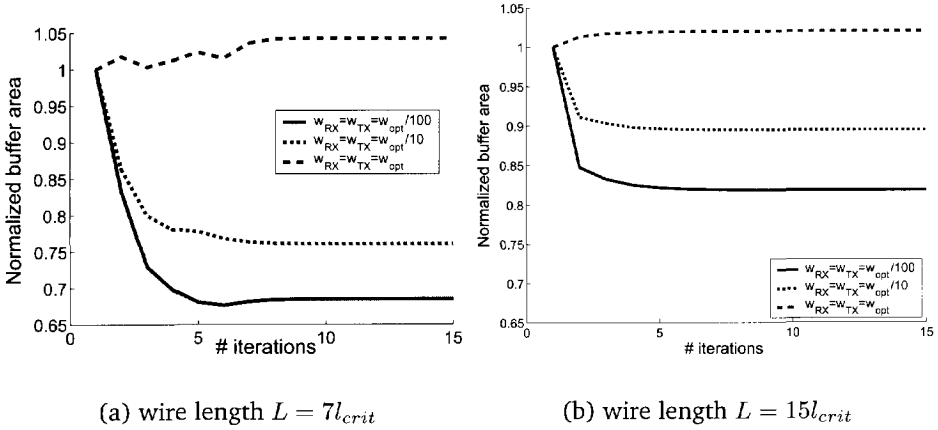 1.05
1
0.95
0.9
0.85
0.8
0.75
0.7
0.65
Normalized buffer area
w_RX=w_TX=w_opt/100
w_RX=w_TX=w_opt/10
w_RX=w_TX=w_opt
0 5 10 15
# iterations
(a) wire length L = 7l_crit
1.05
1
0.95
0.9
0.85
0.8
0.75
0.7
0.65
Normalized buffer area
w_RX=w_TX=w_opt/100
w_RX=w_TX=w_opt/10
w_RX=w_TX=w_opt
0 5 10 15
# iterations
(b) wire length L = 15l_crit